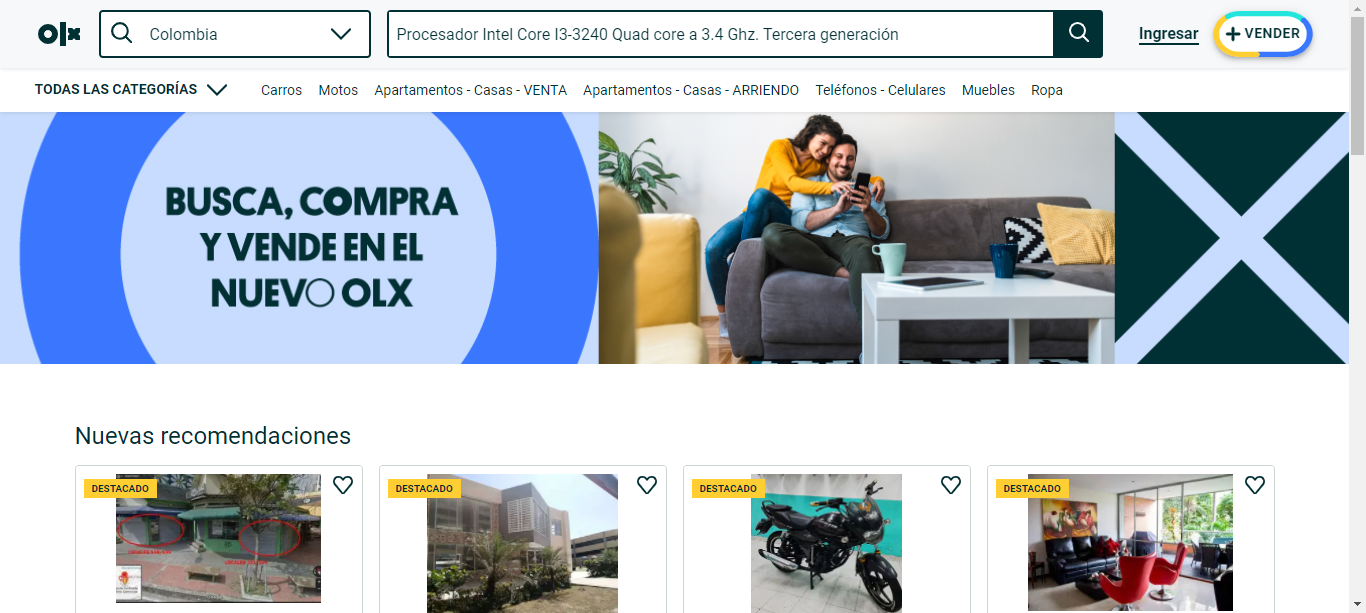 olx
Colombia
Procesador Intel Core I3-3240 Quad core a 3.4 Ghz. Tercera generación
Ingresar
+ VENDER
TODAS LAS CATEGORÍAS
Carros
Motos
Apartamentos - Casas - VENTA
Apartamentos - Casas - ARRIENDO
Teléfonos - Celulares
Muebles
Ropa
BUSCA, COMPRA
Y VENDE EN EL
NUEVO OLX
Nuevas recomendaciones
DESTACADO
DESTACADO
DESTACADO
DESTACADO